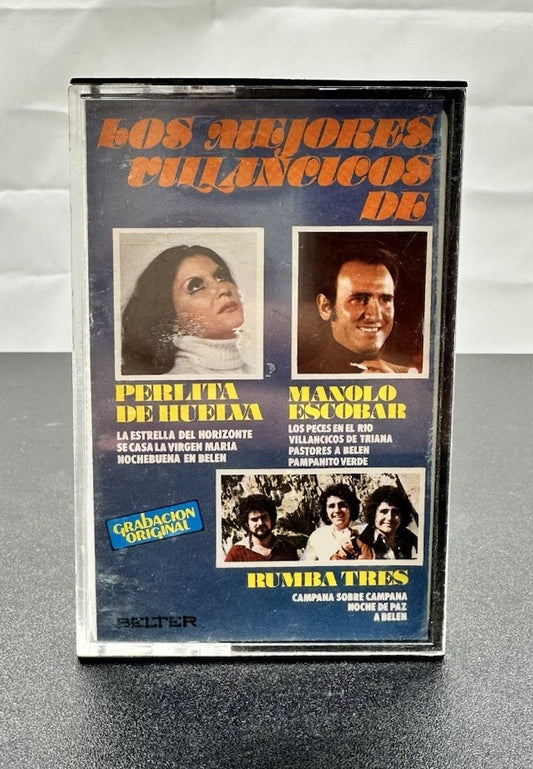 LOS MEJORES
VILLANCICOS
DE
PERLITA
DE HUELVA
LA ESTRELLA DEL HORIZONTE
SE CASA LA VIRGEN MARIA
NOCHEBUENA EN BELEN
MANOLO
ESCOBAR
LOS PECES EN EL RIO
VILLANCICOS DE TRIANA
PASTORES A BELEN
PAMPANITO VERDE
GRABACION
ORIGINAL
RUMBA TRES
CAMPANA SOBRE CAMPANA
NOCHE DE PAZ
A BELEN
BELTER